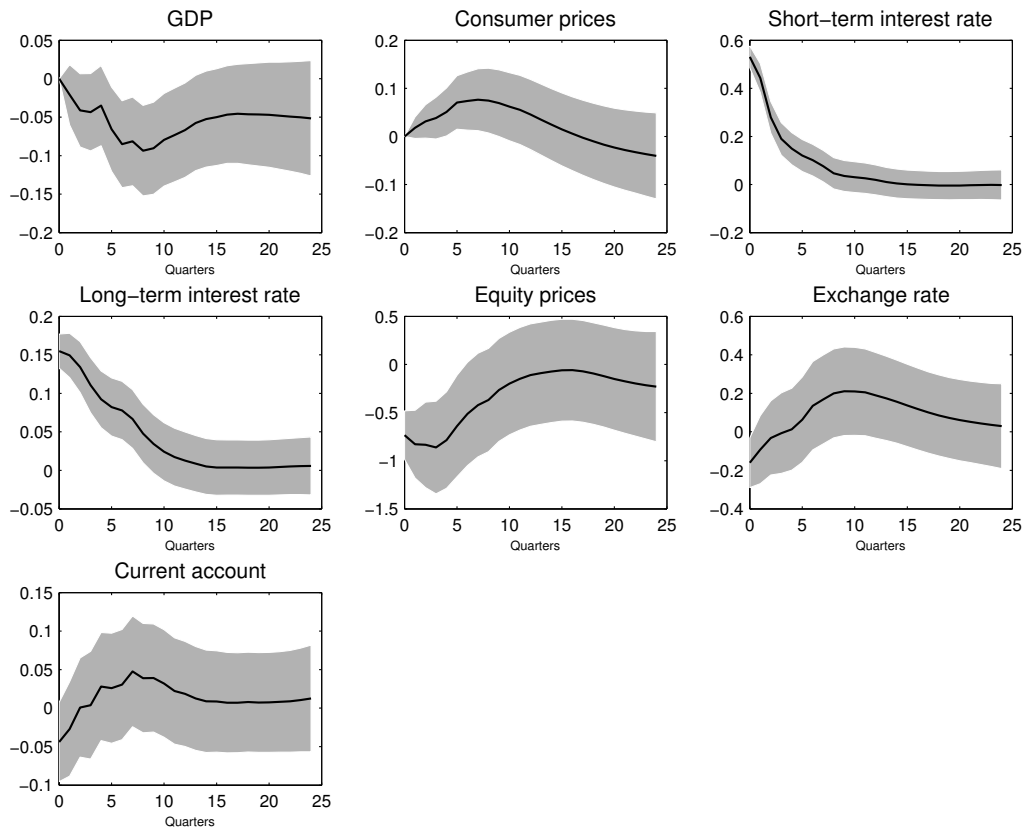 GDP
0.05
0
−0.05
−0.1
−0.15
−0.2
0 5 10 15 20 25
Quarters
Consumer prices
0.2
0.1
0
−0.1
−0.2
0 5 10 15 20 25
Quarters
Short−term interest rate
0.6
0.4
0.2
0
−0.2
0 5 10 15 20 25
Quarters
Long−term interest rate
0.2
0.15
0.1
0.05
0
−0.05
0 5 10 15 20 25
Quarters
Equity prices
0.5
0
−0.5
−1
−1.5
0 5 10 15 20 25
Quarters
Exchange rate
0.6
0.4
0.2
0
−0.2
−0.4
0 5 10 15 20 25
Quarters
Current account
0.15
0.1
0.05
0
−0.05
−0.1
0 5 10 15 20 25
Quarters